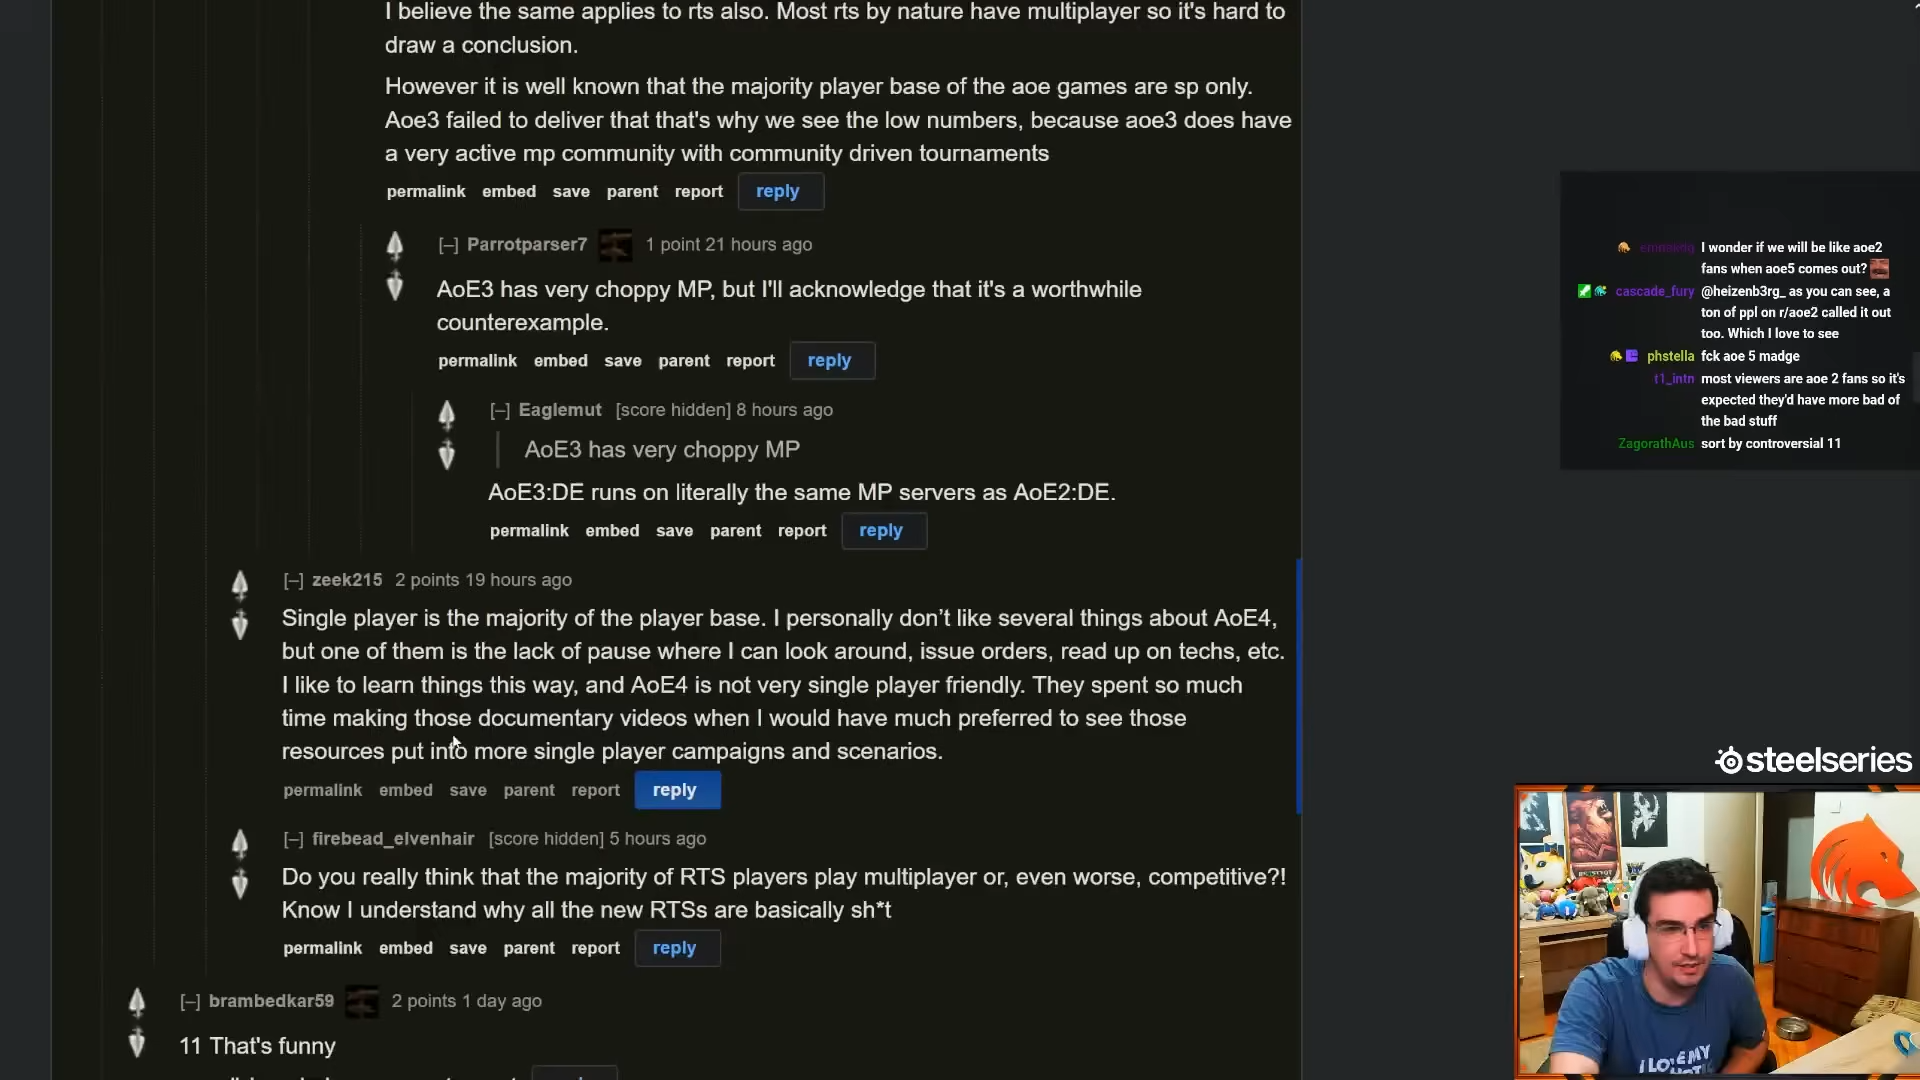 I believe the same applies to rts also. Most rts by nature have multiplayer so it's hard to
draw a conclusion.
However it is well known that the majority player base of the aoe games are sp only.
Aoe3 failed to deliver that that's why we see the low numbers, because aoe3 does have
a very active mp community with community driven tournaments
permalink embed save parent report reply
[–] Parrotparser7 1 point 21 hours ago
AoE3 has very choppy MP, but I'll acknowledge that it's a worthwhile
counterexample.
permalink embed save parent report reply
[–] Eaglemut [score hidden] 8 hours ago
AoE3 has very choppy MP
AoE3:DE runs on literally the same MP servers as AoE2:DE.
permalink embed save parent report reply
[–] zeek215 2 points 19 hours ago
Single player is the majority of the player base. I personally don’t like several things about AoE4,
but one of them is the lack of pause where I can look around, issue orders, read up on techs, etc.
I like to learn things this way, and AoE4 is not very single player friendly. They spent so much
time making those documentary videos when I would have much preferred to see those
resources put into more single player campaigns and scenarios.
permalink embed save parent report reply
[–] firebead_elvenhair [score hidden] 5 hours ago
Do you really think that the majority of RTS players play multiplayer or, even worse, competitive?!
Know I understand why all the new RTSs are basically sh*t
permalink embed save parent report reply
[–] brambedkar59 2 points 1 day ago
11 That's funny
I wonder if we will be like aoe2
fans when aoe5 comes out?
cascade_fury @heizenb3rg_ as you can see, a
ton of ppl on r/aoe2 called it out
too. Which I love to see
phstella fck aoe 5 madge
t1_intn most viewers are aoe 2 fans so it's
expected they'd have more bad of
the bad stuff
ZagorathAus sort by controversial 11
steelseries
I LOVE MY